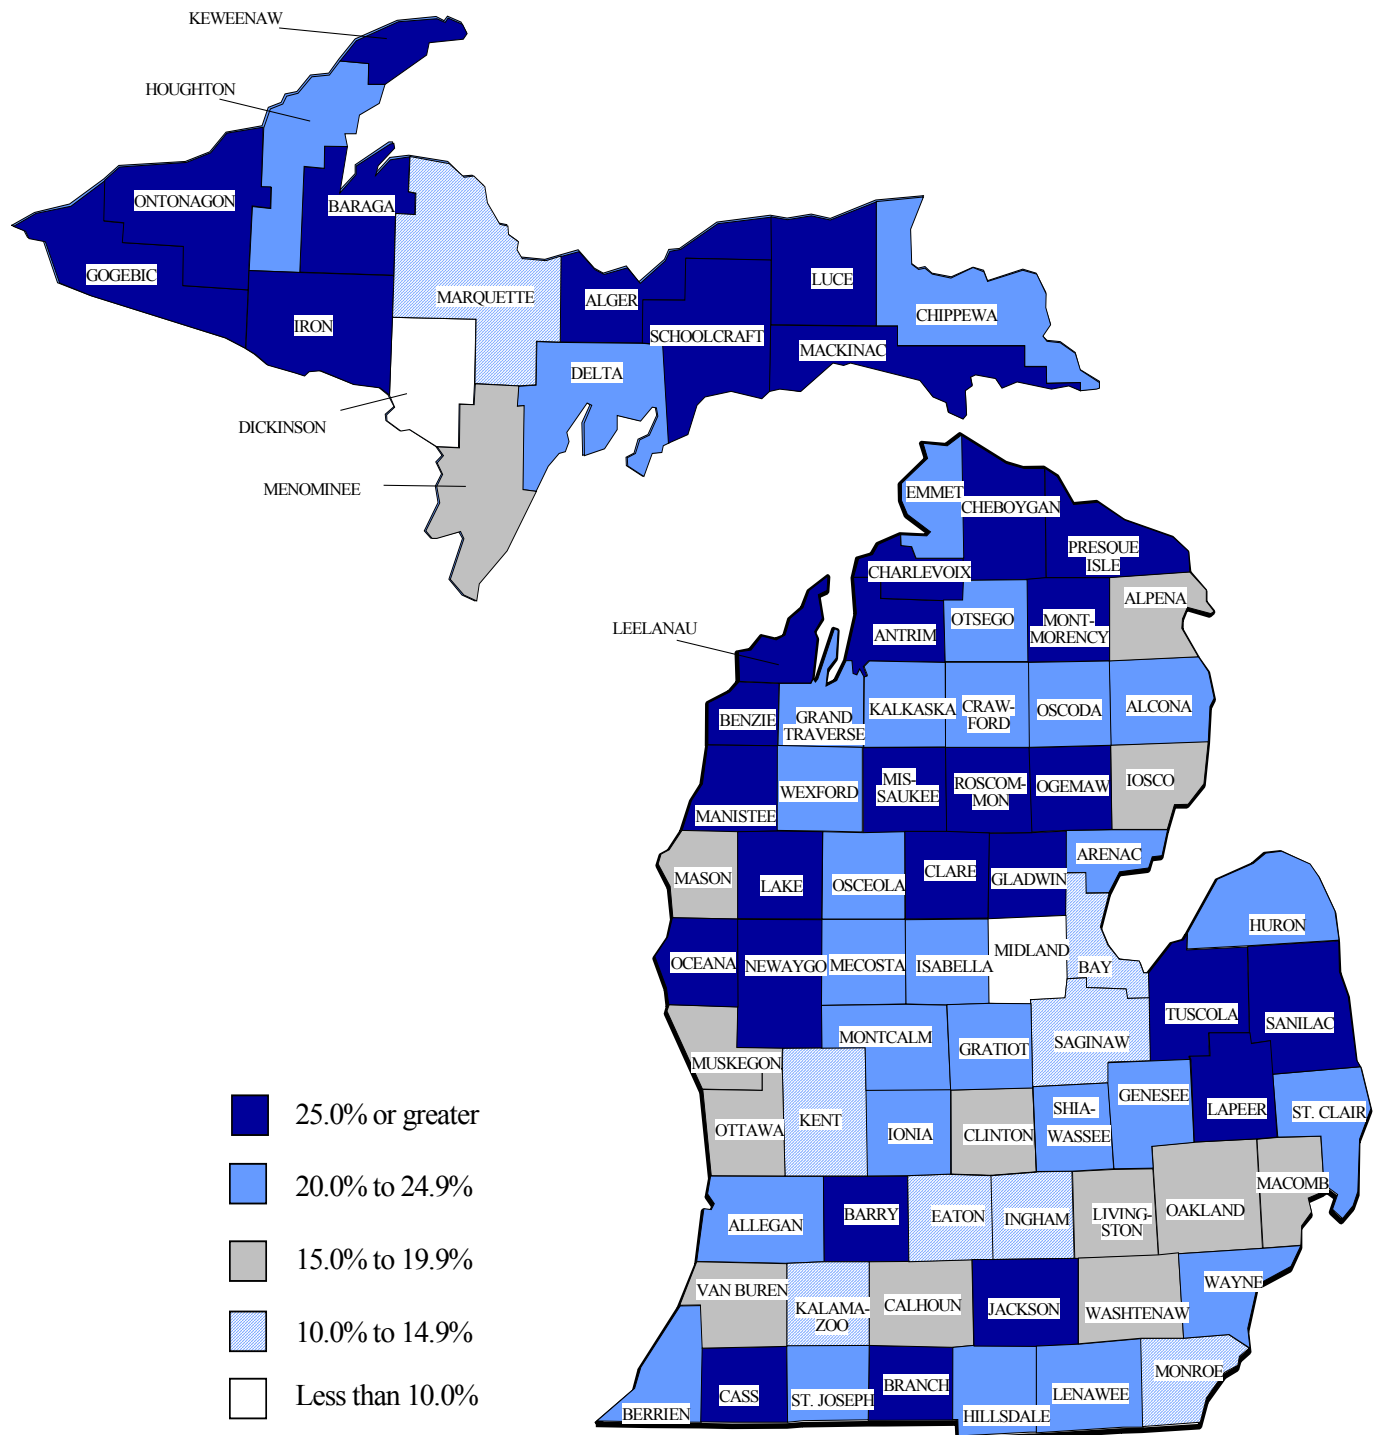 KEWEENAW
HOUGHTON
ONTONAGON
BARAGA
GOGEBIC
IRON
MARQUETTE
ALGER
LUCE
SCHOOLCRAFT
CHIPPEWA
MACKINAC
DELTA
DICKINSON
MENOMINEE
EMMET
CHEBOYGAN
PRESQUE
ISLE
CHARLEVOIX
ALPENA
LEELANAU
ANTRIM
OTSEGO
MONT-
MORENCY
BENZIE
GRAND
TRAVERSE
KALKASKA
CRAW-
FORD
OSCODA
ALCONA
MANISTEE
WEXFORD
MIS-
SAUKEE
ROSCOM-
MON
OGEMAW
IOSCO
MASON
LAKE
OSCEOLA
CLARE
GLADWIN
ARENAC
HURON
OCEANA
NEWAYGO
MECOSTA
ISABELLA
MIDLAND
BAY
TUSCOLA
SANILAC
MUSKEGON
MONTCALM
GRATIOT
SAGINAW
OTTAWA
KENT
IONIA
CLINTON
SHIA-
WASSEE
GENESEE
LAPEER
ST. CLAIR
ALLEGAN
BARRY
EATON
INGHAM
LIVING-
STON
OAKLAND
MACOMB
VAN BUREN
KALAMA-
ZOO
CALHOUN
JACKSON
WASHTENAW
WAYNE
BERRIEN
CASS
ST. JOSEPH
BRANCH
HILLSDALE
LENAWEE
MONROE
25.0% or greater
20.0% to 24.9%
15.0% to 19.9%
10.0% to 14.9%
Less than 10.0%